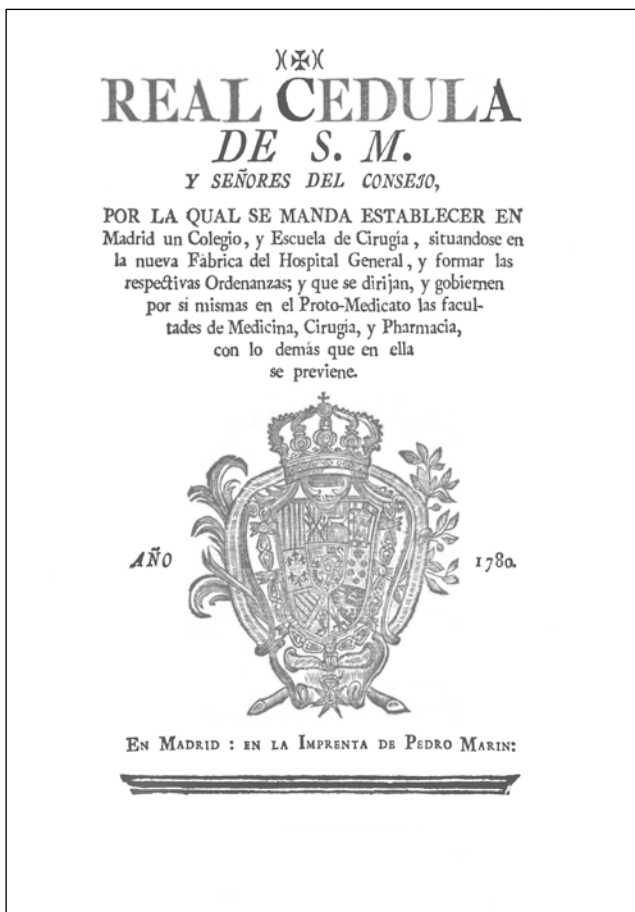 )(✠)(
REAL CEDULA
DE S. M.
Y SEÑORES DEL CONSEJO,
POR LA QUAL SE MANDA ESTABLECER EN
Madrid un Colegio, y Escuela de Cirugía, situandose en
la nueva Fábrica del Hospital General, y formar las
respectivas Ordenanzas; y que se dirijan, y gobiernen
por sí mismas en el Proto-Medicato las facul-
tades de Medicina, Cirugía, y Pharmacia,
con lo demás que en ella
se previene.
AÑO 1780.
EN MADRID : EN LA IMPRENTA DE PEDRO MARIN: